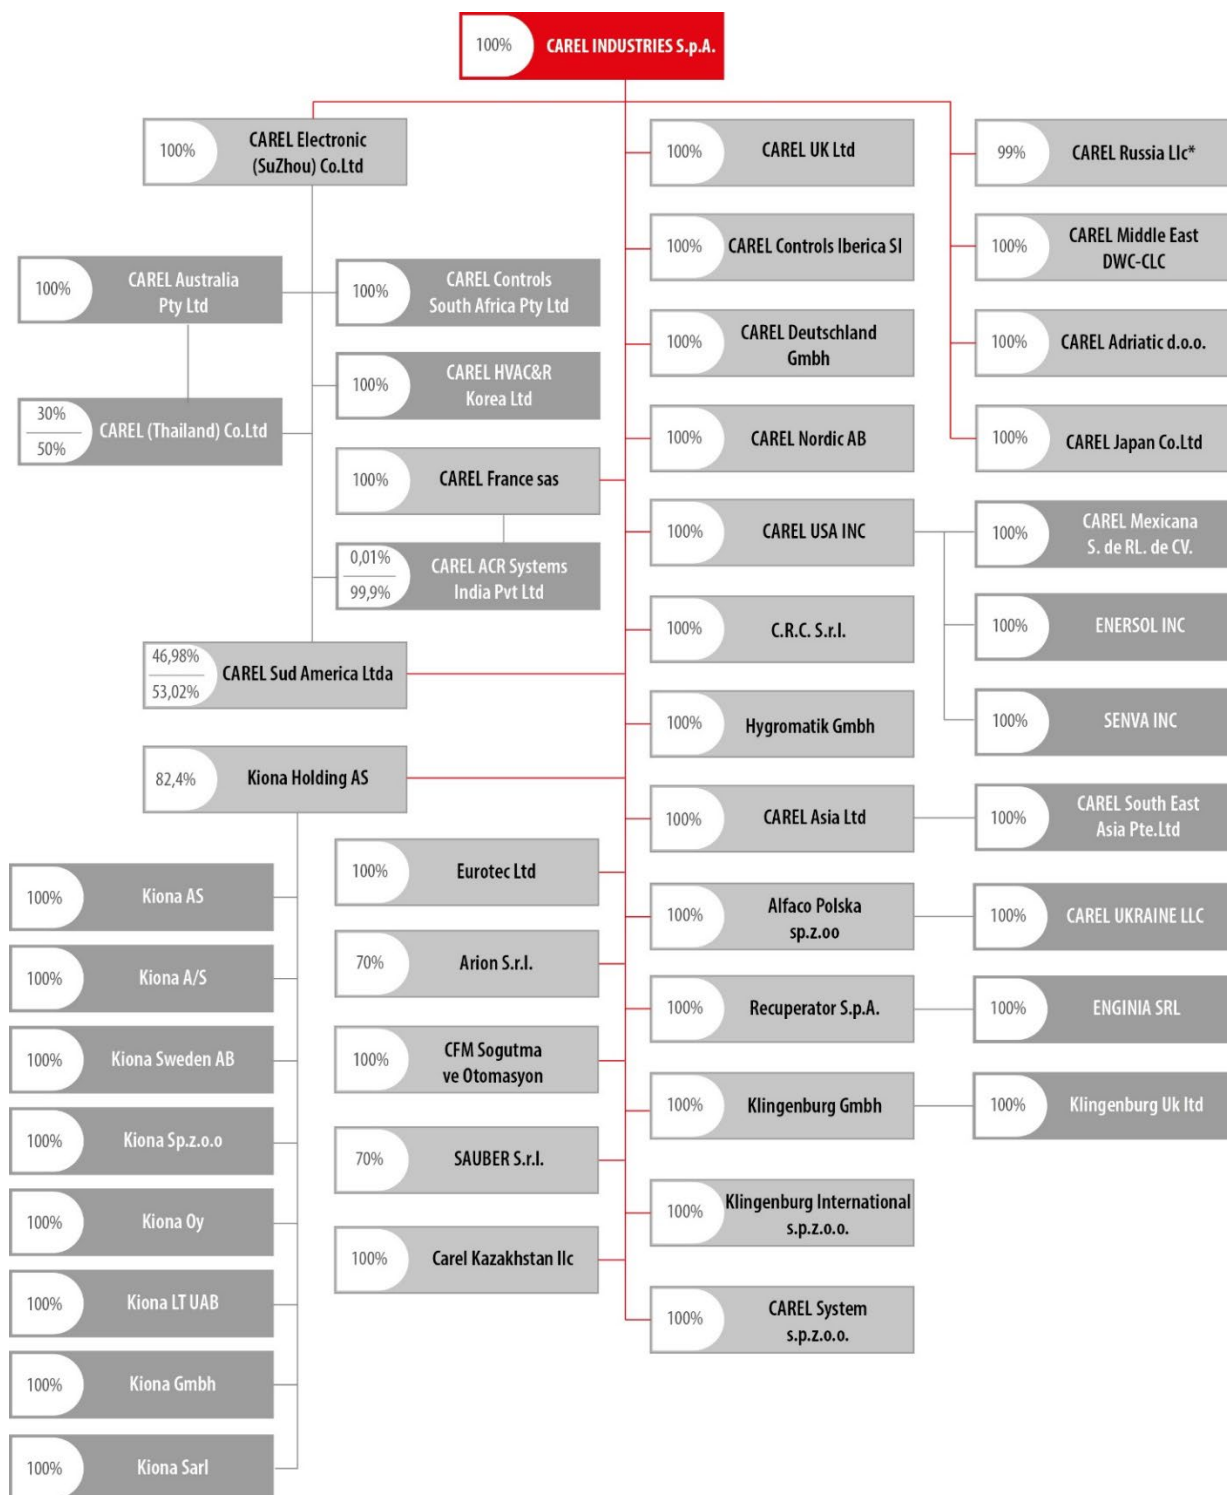 100%
CAREL INDUSTRIES S.p.A.
100%
CAREL Electronic
(SuZhou) Co.Ltd
100%
CAREL Australia
Pty Ltd
100%
CAREL Controls
South Africa Pty Ltd
100%
CAREL HVAC&R
Korea Ltd
30%
50%
CAREL (Thailand) Co.Ltd
100%
CAREL France sas
0,01%
99,9%
CAREL ACR Systems
India Pvt Ltd
46,98%
53,02%
CAREL Sud America Ltda
82,4%
Kiona Holding AS
100%
Kiona AS
100%
Kiona A/S
100%
Kiona Sweden AB
100%
Kiona Sp.z.o.o
100%
Kiona Oy
100%
Kiona LT UAB
100%
Kiona Gmbh
100%
Kiona Sarl
100%
Eurotec Ltd
70%
Arion S.r.l.
100%
CFM Sogutma
ve Otomasyon
70%
SAUBER S.r.l.
100%
Carel Kazakhstan llc
100%
CAREL UK Ltd
100%
CAREL Controls Iberica Sl
100%
CAREL Deutschland
Gmbh
100%
CAREL Nordic AB
100%
CAREL USA INC
100%
C.R.C. S.r.l.
100%
Hygromatik Gmbh
100%
CAREL Asia Ltd
100%
Alfaco Polska
sp.z.oo
100%
Recuperator S.p.A.
100%
Klingenburg Gmbh
100%
Klingenburg International
s.p.z.o.o.
100%
CAREL System
s.p.z.o.o.
99%
CAREL Russia Llc*
100%
CAREL Middle East
DWC-CLC
100%
CAREL Adriatic d.o.o.
100%
CAREL Japan Co.Ltd
100%
CAREL Mexicana
S. de RL. de CV.
100%
ENERSOL INC
100%
SENVA INC
100%
CAREL South East
Asia Pte.Ltd
100%
CAREL UKRAINE LLC
100%
ENGINIA SRL
100%
Klingenburg Uk ltd